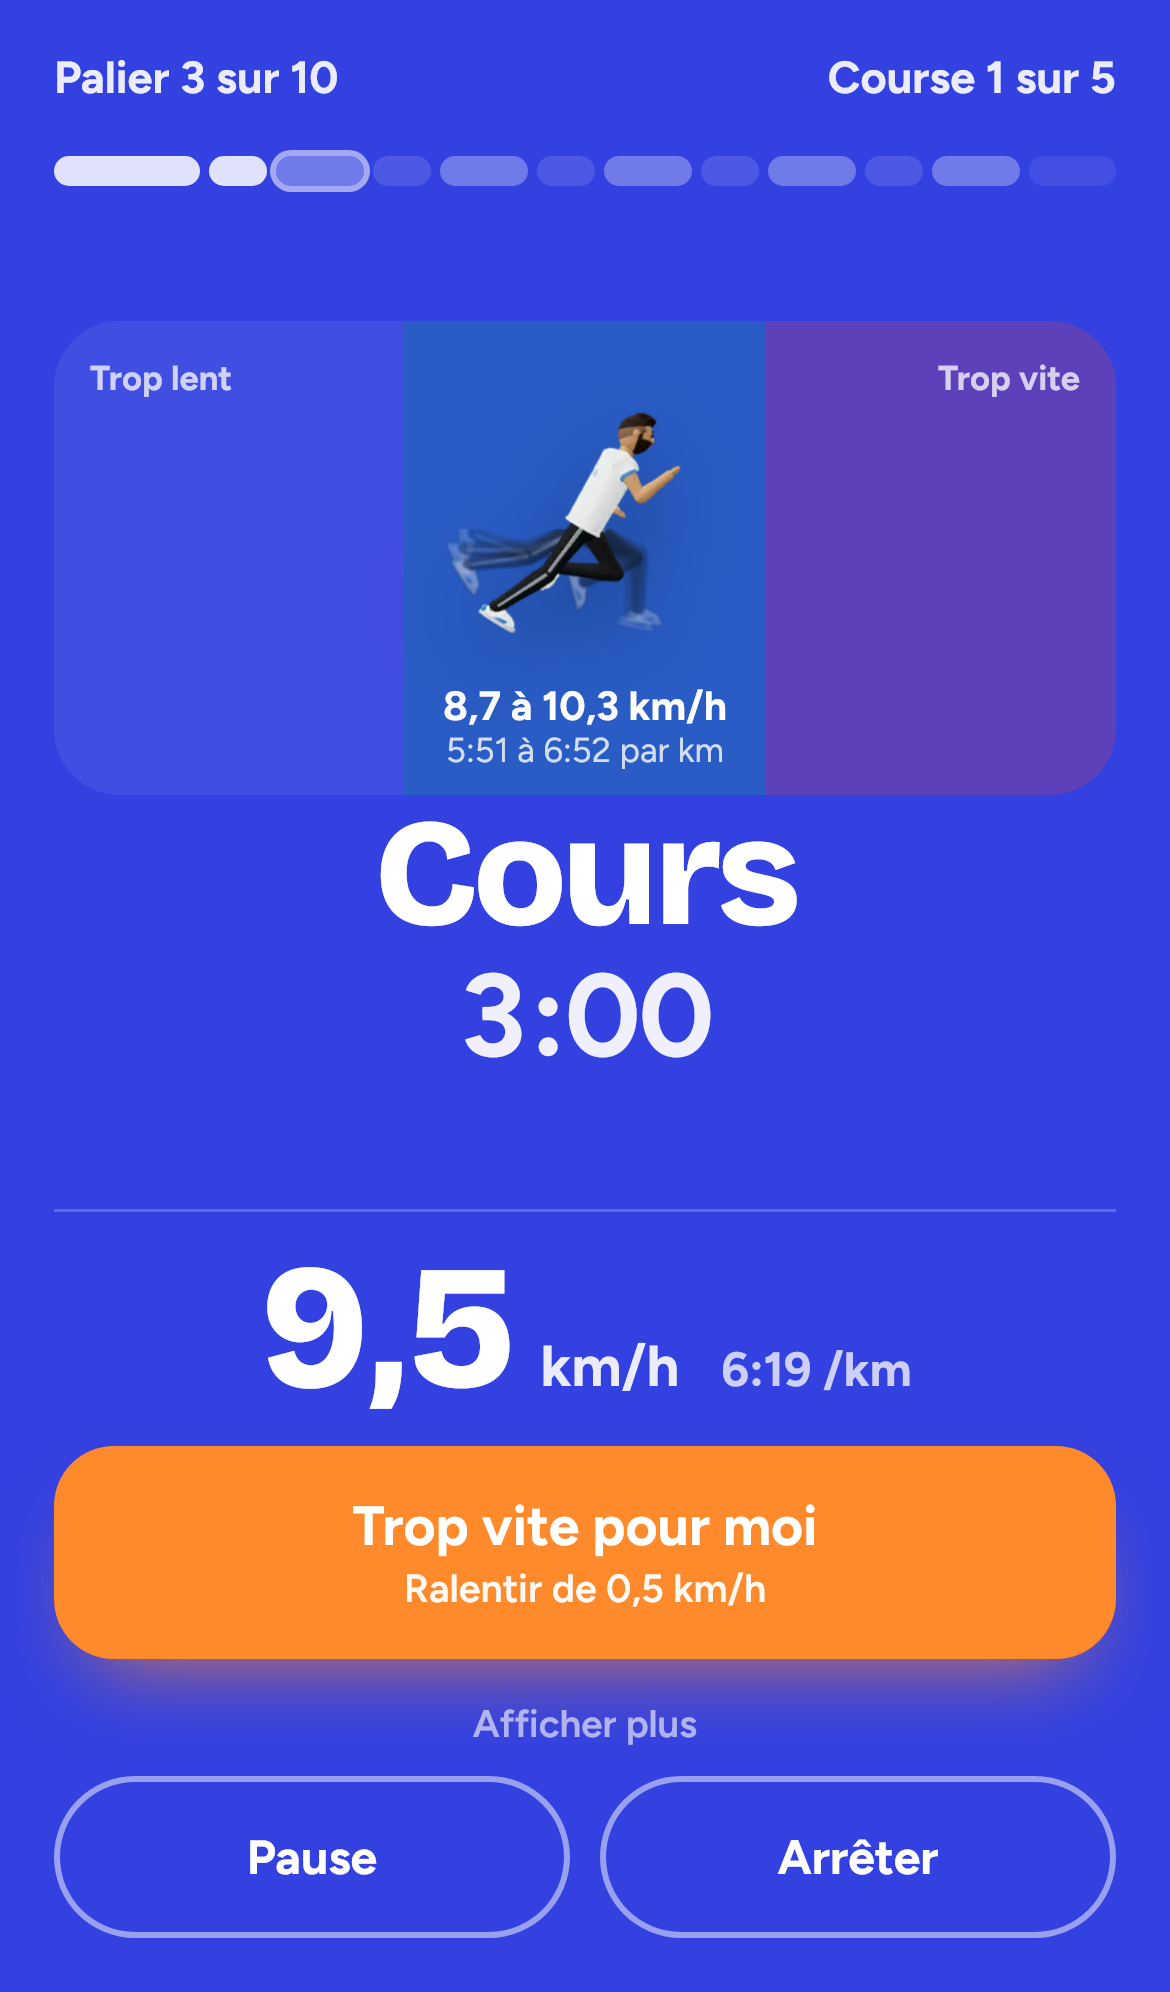 Palier 3 sur 10
Course 1 sur 5
Trop lent
Trop vite
8,7 à 10,3 km/h
5:51 à 6:52 par km
Cours
3:00
9,5 km/h 6:19 /km
Trop vite pour moi
Ralentir de 0,5 km/h
Afficher plus
Pause
Arrêter